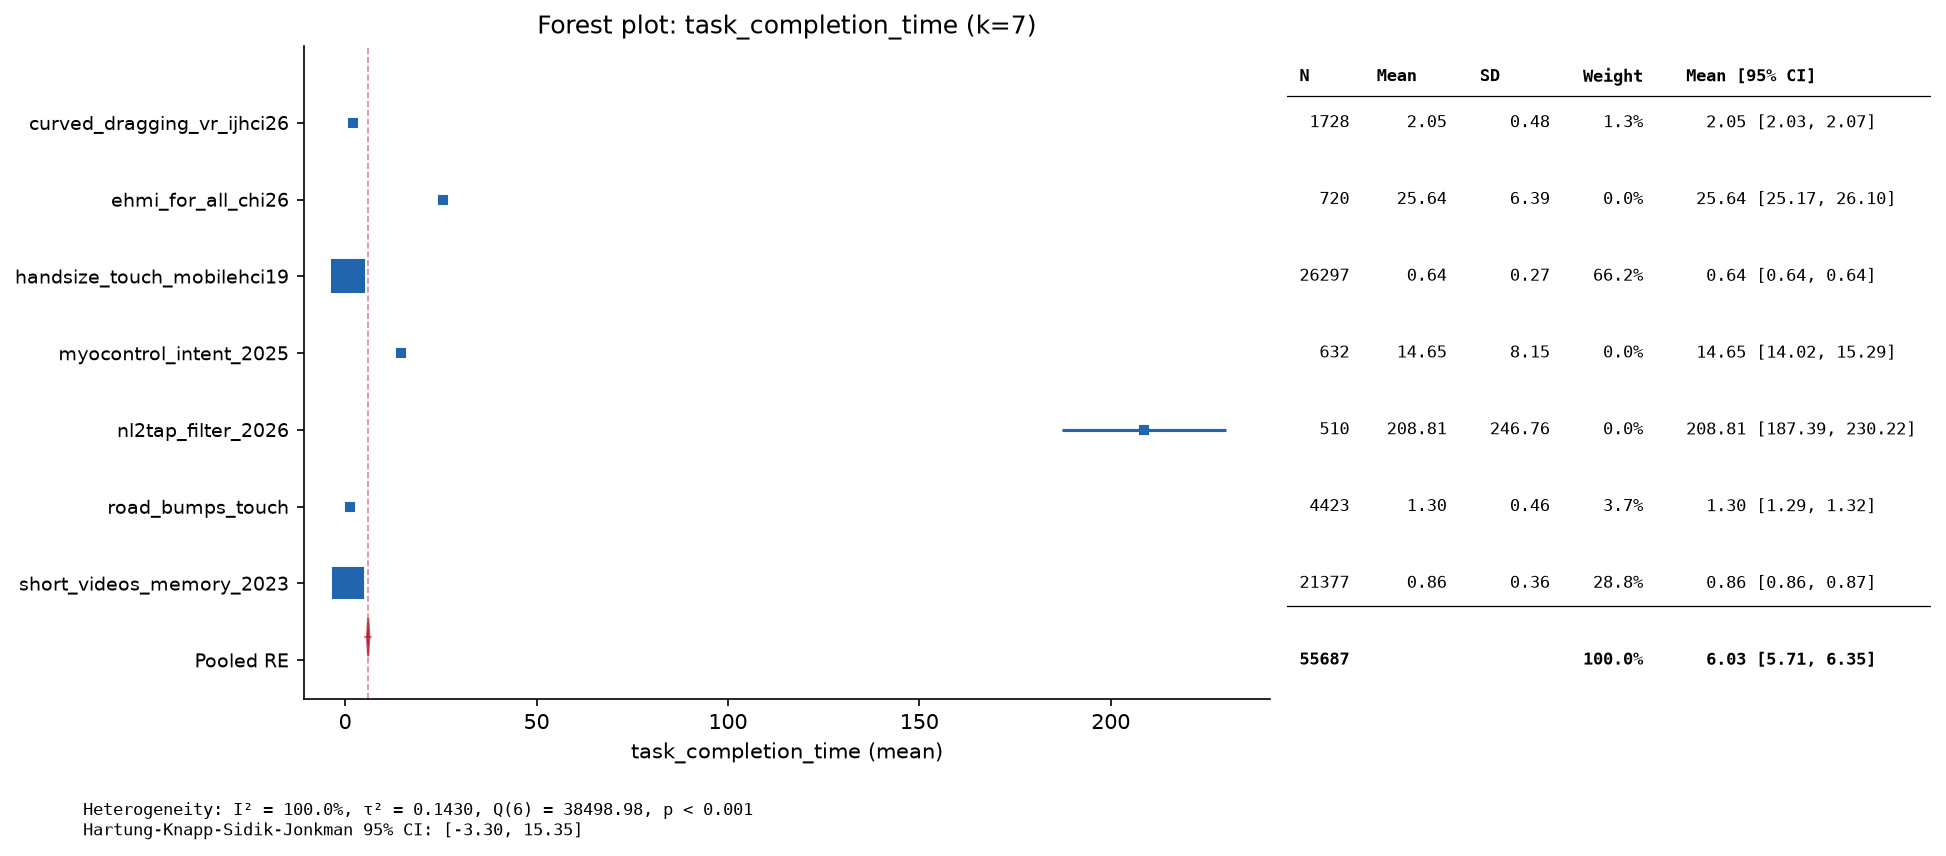 Forest plot: task_completion_time (k=7)
N Mean SD Weight Mean [95% CI]
curved_dragging_vr_ijhci26 1728 2.05 0.48 1.3% 2.05 [2.03, 2.07]
ehmi_for_all_chi26 720 25.64 6.39 0.0% 25.64 [25.17, 26.10]
handsize_touch_mobilehci19 26297 0.64 0.27 66.2% 0.64 [0.64, 0.64]
myocontrol_intent_2025 632 14.65 8.15 0.0% 14.65 [14.02, 15.29]
nl2tap_filter_2026 510 208.81 246.76 0.0% 208.81 [187.39, 230.22]
road_bumps_touch 4423 1.30 0.46 3.7% 1.30 [1.29, 1.32]
short_videos_memory_2023 21377 0.86 0.36 28.8% 0.86 [0.86, 0.87]
Pooled RE 55687 100.0% 6.03 [5.71, 6.35]
0 50 100 150 200
task_completion_time (mean)
Heterogeneity: I² = 100.0%, τ² = 0.1430, Q(6) = 38498.98, p < 0.001
Hartung-Knapp-Sidik-Jonkman 95% CI: [-3.30, 15.35]